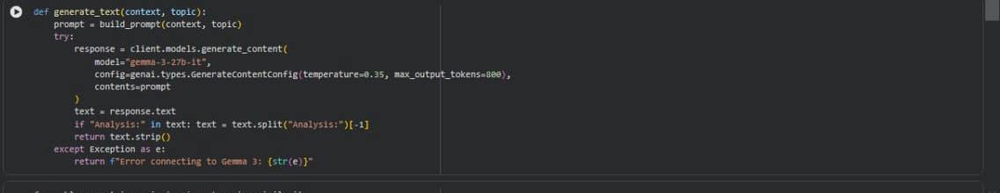 def generate_text(context, topic):
    prompt = build_prompt(context, topic)
    try:
        response = client.models.generate_content(
            model="gemma-3-27b-it",
            config=genai.types.GenerateContentConfig(temperature=0.35, max_output_tokens=800),
            contents=prompt
        )
        text = response.text
        if "Analysis:" in text: text = text.split("Analysis:")[-1]
        return text.strip()
    except Exception as e:
        return f"Error connecting to Gemma 3: {str(e)}"